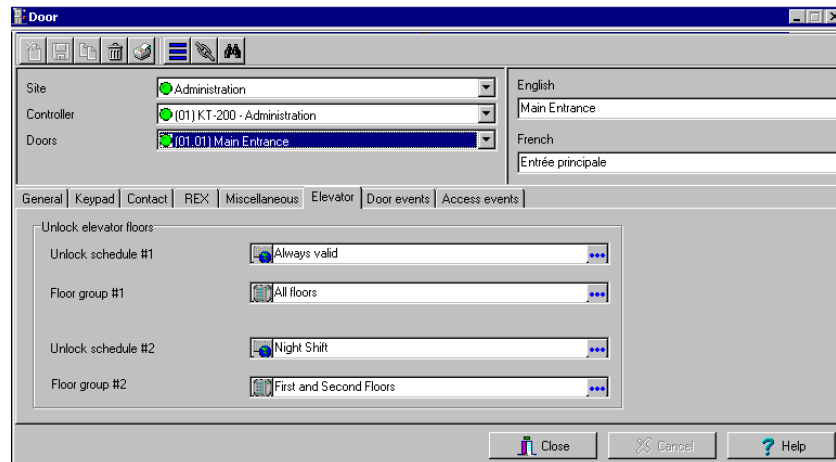 Door
Site
Administration
English
Controller
(01) KT-200 - Administration
Main Entrance
Doors
(01.01) Main Entrance
French
Entrée principale
General Keypad Contact REX Miscellaneous Elevator Door events Access events
Unlock elevator floors
Unlock schedule #1
Always valid
Floor group #1
All floors
Unlock schedule #2
Night Shift
Floor group #2
First and Second Floors
Close Cancel Help